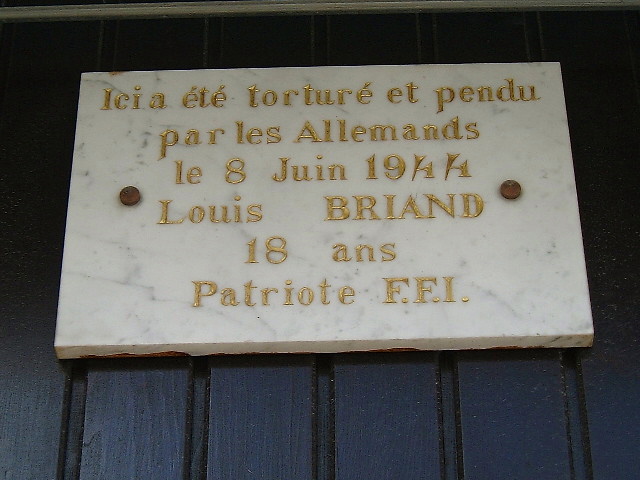 Ici a été torturé et pendu
par les Allemands
le 8 Juin 1944
Louis BRIAND
18 ans
Patriote F.F.I.